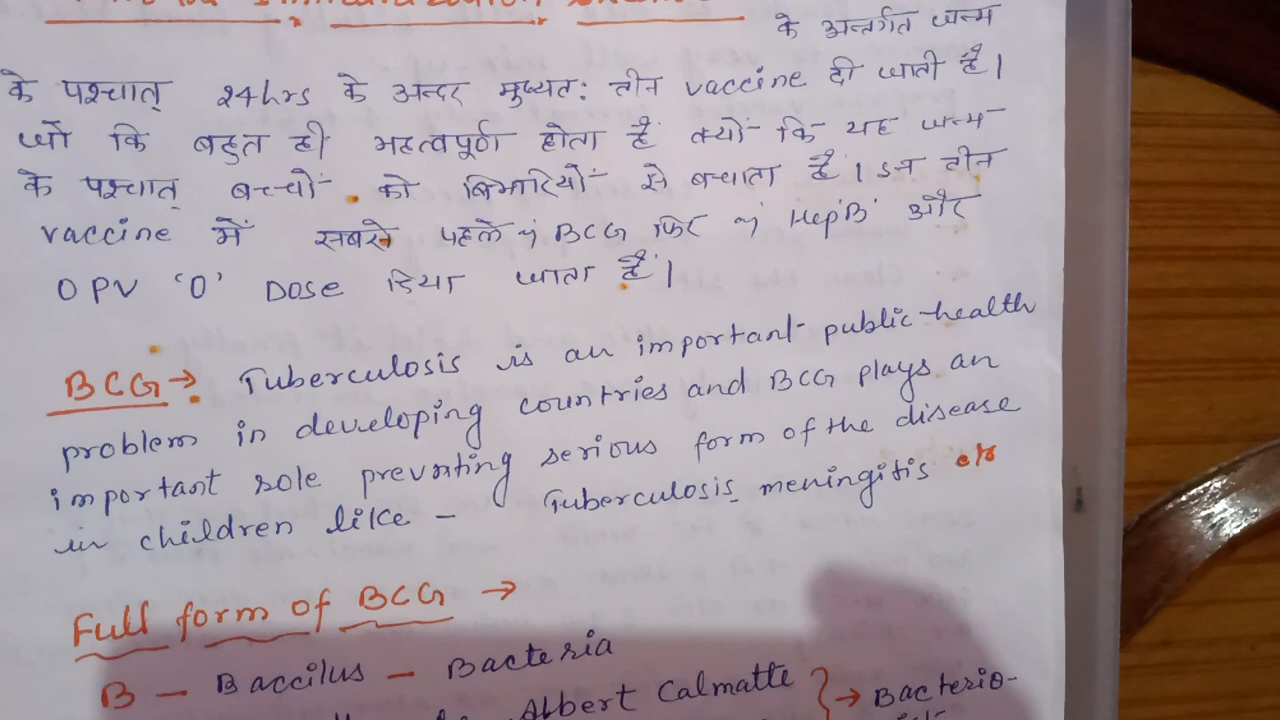 के अन्तर्गत जन्म
के पश्चात् 24hrs के अन्दर मुख्यत: तीन vaccine दी जाती है।
जो कि बहुत ही महत्वपूर्ण होता है क्यों कि यह जन्म
के पश्चात् बच्चों को बिमारियों से बचाता है। इन तीन
vaccine में सबसे पहले BCG फिर Hep'B' और
OPV 'O' DOSE दिया जाता है।
BCG → Tuberculosis is an important public health
problem in developing countries and BCG plays an
important role prevnting serious form of the disease
in children like - Tuberculosis meningitis etc
Full form of BCG →
B - Baccilus - Bacteria
Albert Calmatte } → Bacterio-